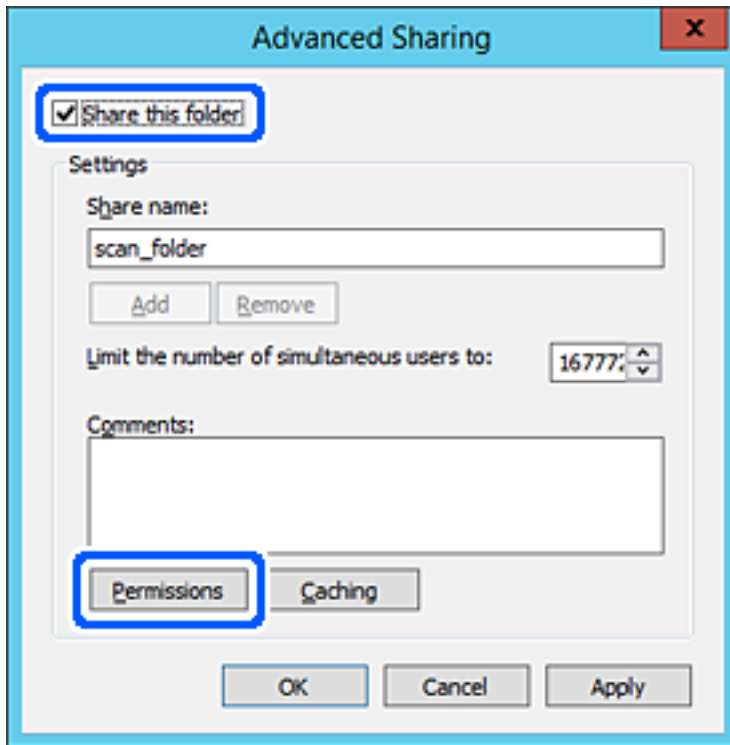 Advanced Sharing
x
Share this folder
Settings
Share name:
scan_folder
Add Remove
Limit the number of simultaneous users to:
Comments:
Permissions Caching
OK Cancel Apply